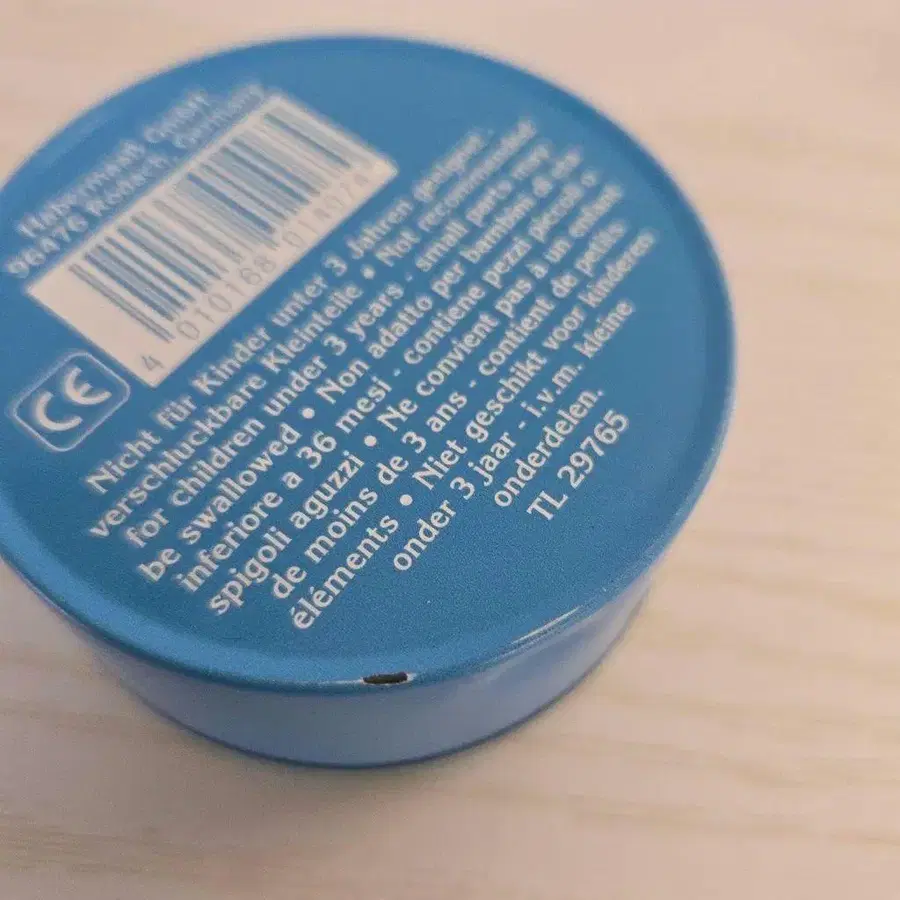 Habermaaß GmbH
96476 Rodach, Germany
4 010168 014074
CE
Nicht für Kinder unter 3 Jahren geeignet,
verschluckbare Kleinteile • Not recommended
for children under 3 years - small parts may
be swallowed • Non adatto per bambini di età
inferiore a 36 mesi - contiene pezzi piccoli o
spigoli aguzzi • Ne convient pas à un enfant
de moins de 3 ans - contient de petits
éléments • Niet geschikt voor kinderen
onder 3 jaar - i.v.m. kleine
onderdelen.
TL 29765